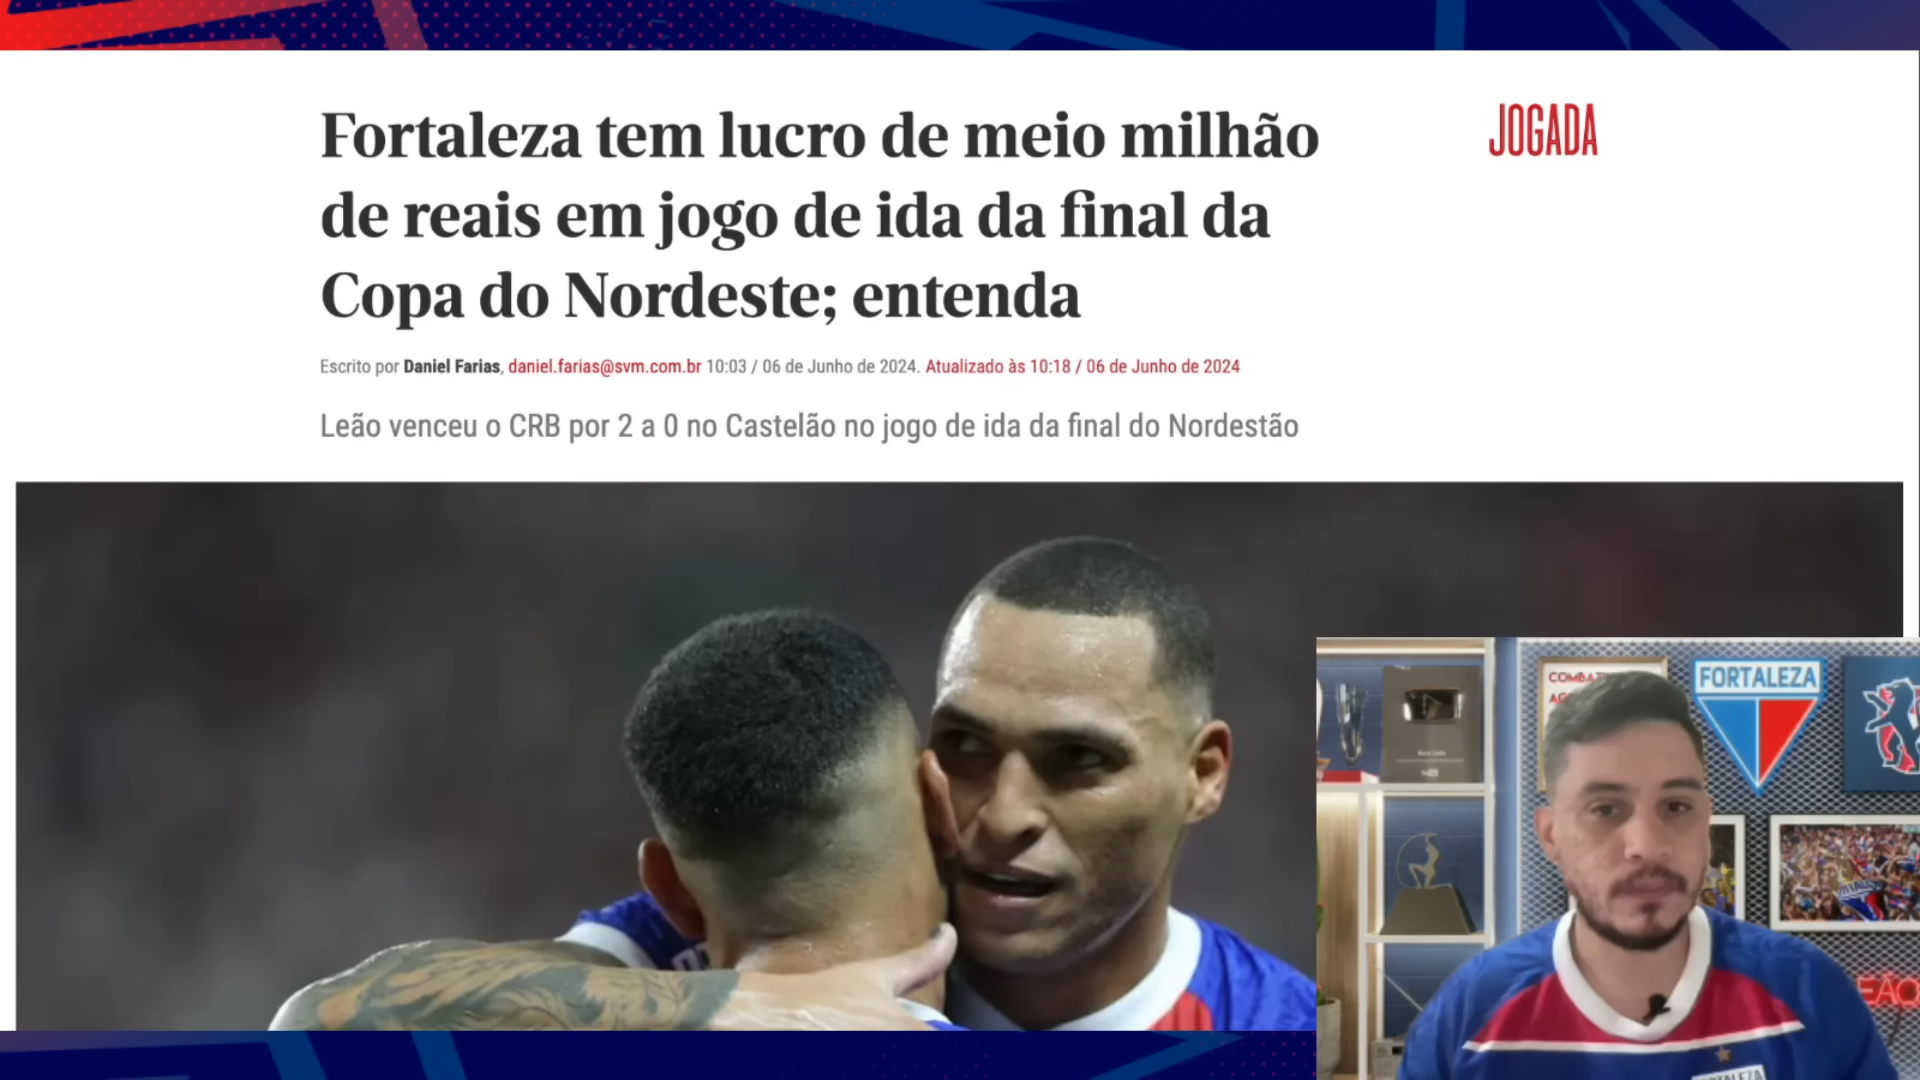 Fortaleza tem lucro de meio milhão
de reais em jogo de ida da final da
Copa do Nordeste; entenda
JOGADA
Escrito por Daniel Farias, daniel.farias@svm.com.br 10:03 / 06 de Junho de 2024. Atualizado às 10:18 / 06 de Junho de 2024
Leão venceu o CRB por 2 a 0 no Castelão no jogo de ida da final do Nordestão
FORTALEZA